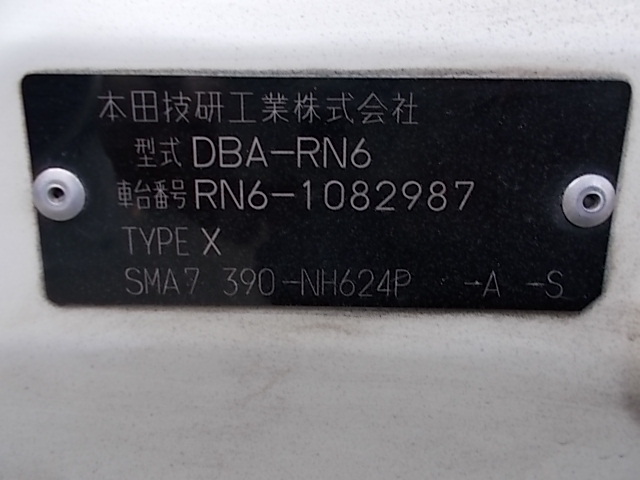 本田技研工業株式会社
型式 DBA-RN6
車台番号 RN6-1082987
TYPE X
SMA7 390-NH624P -A -S